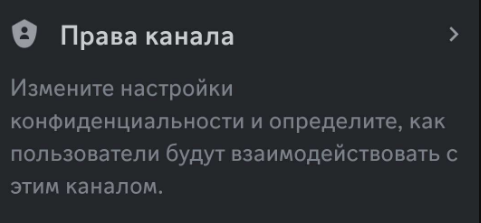 Права канала
Измените настройки
конфиденциальности и определите, как
пользователи будут взаимодействовать с
этим каналом.